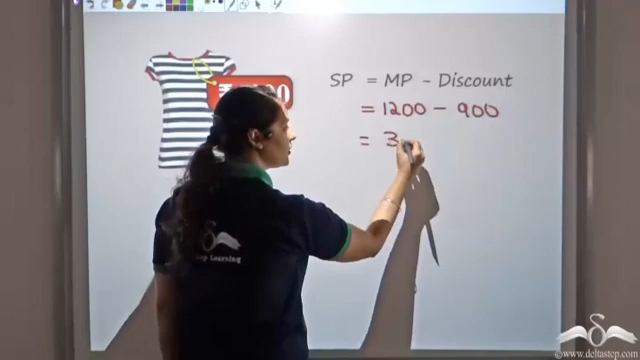 SP = MP - Discount
= 1200 - 900
= 3
Learning
©www.deltastep.com